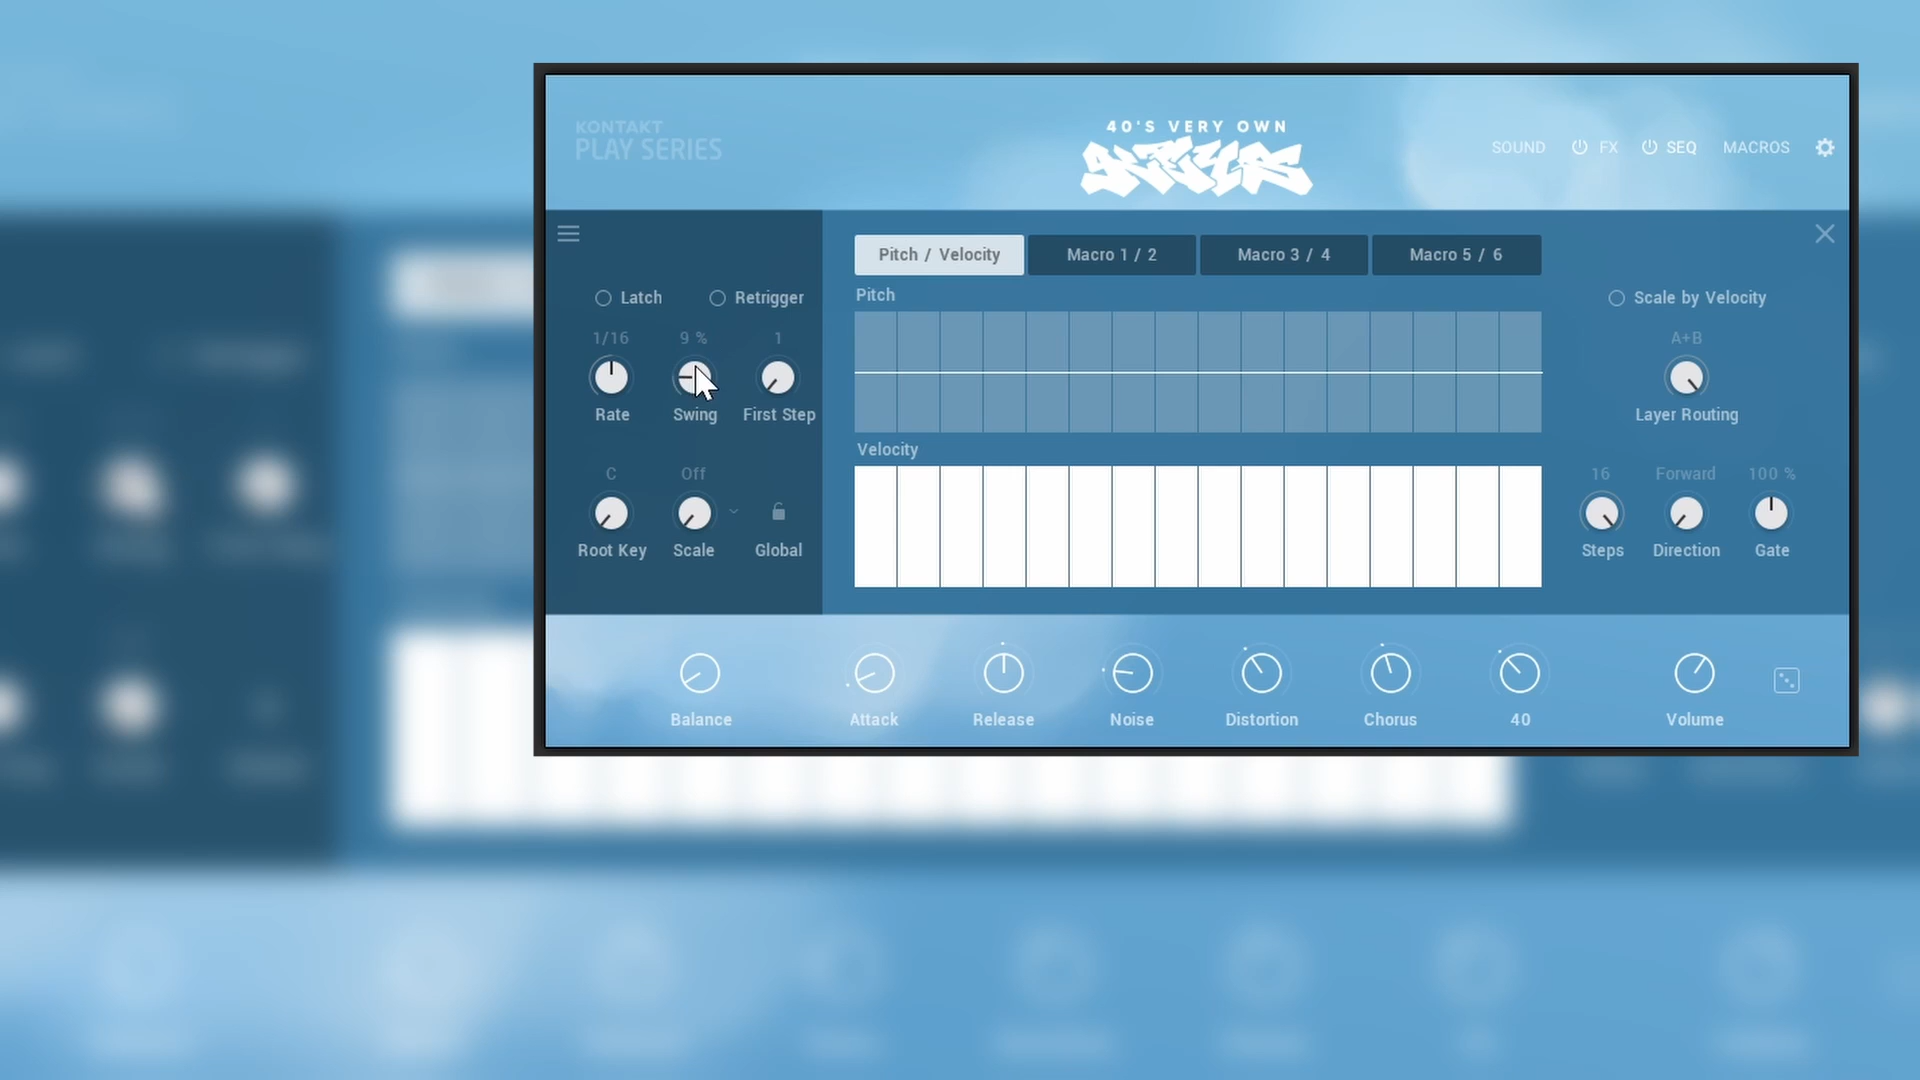 KONTAKT
PLAY SERIES
40'S VERY OWN
KEYS
SOUND FX SEQ MACROS
Pitch / Velocity Macro 1 / 2 Macro 3 / 4 Macro 5 / 6
Latch Retrigger
Pitch
Scale by Velocity
1/16 9 % 1
A+B
Rate Swing First Step
Layer Routing
Velocity
C Off
16 Forward 100 %
Root Key Scale Global
Steps Direction Gate
Balance Attack Release Noise Distortion Chorus 40 Volume